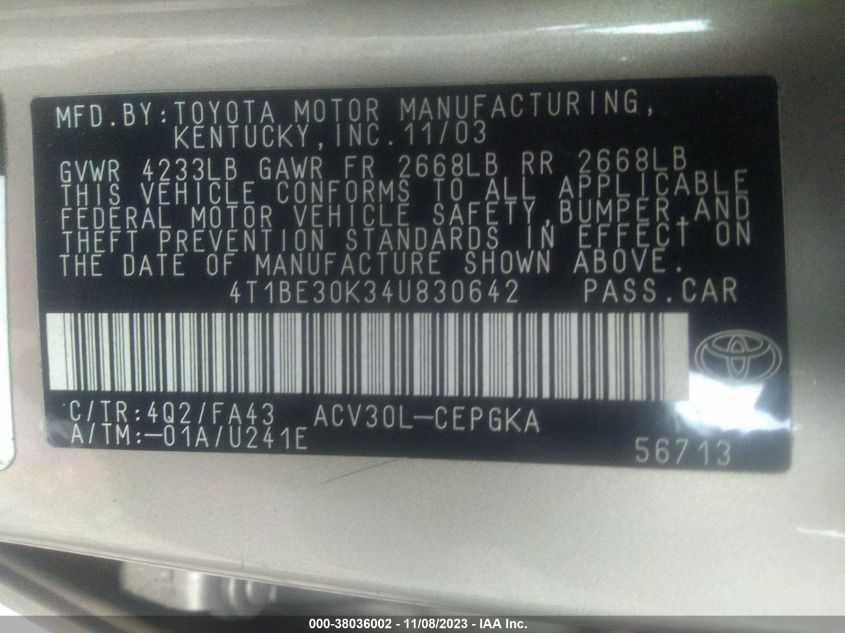 MFD.BY:TOYOTA MOTOR MANUFACTURING,
KENTUCKY,INC.11/03
GVWR 4233LB GAWR FR 2668LB RR 2668LB
THIS VEHICLE CONFORMS TO ALL APPLICABLE
FEDERAL MOTOR VEHICLE SAFETY,BUMPER,AND
THEFT PREVENTION STANDARDS IN EFFECT ON
THE DATE OF MANUFACTURE SHOWN ABOVE.
4T1BE30K34U830642 PASS.CAR
C/TR:4Q2/FA43 ACV30L-CEPGKA
A/TM:-01A/U241E
56713
000-38036002 - 11/08/2023 - IAA Inc.